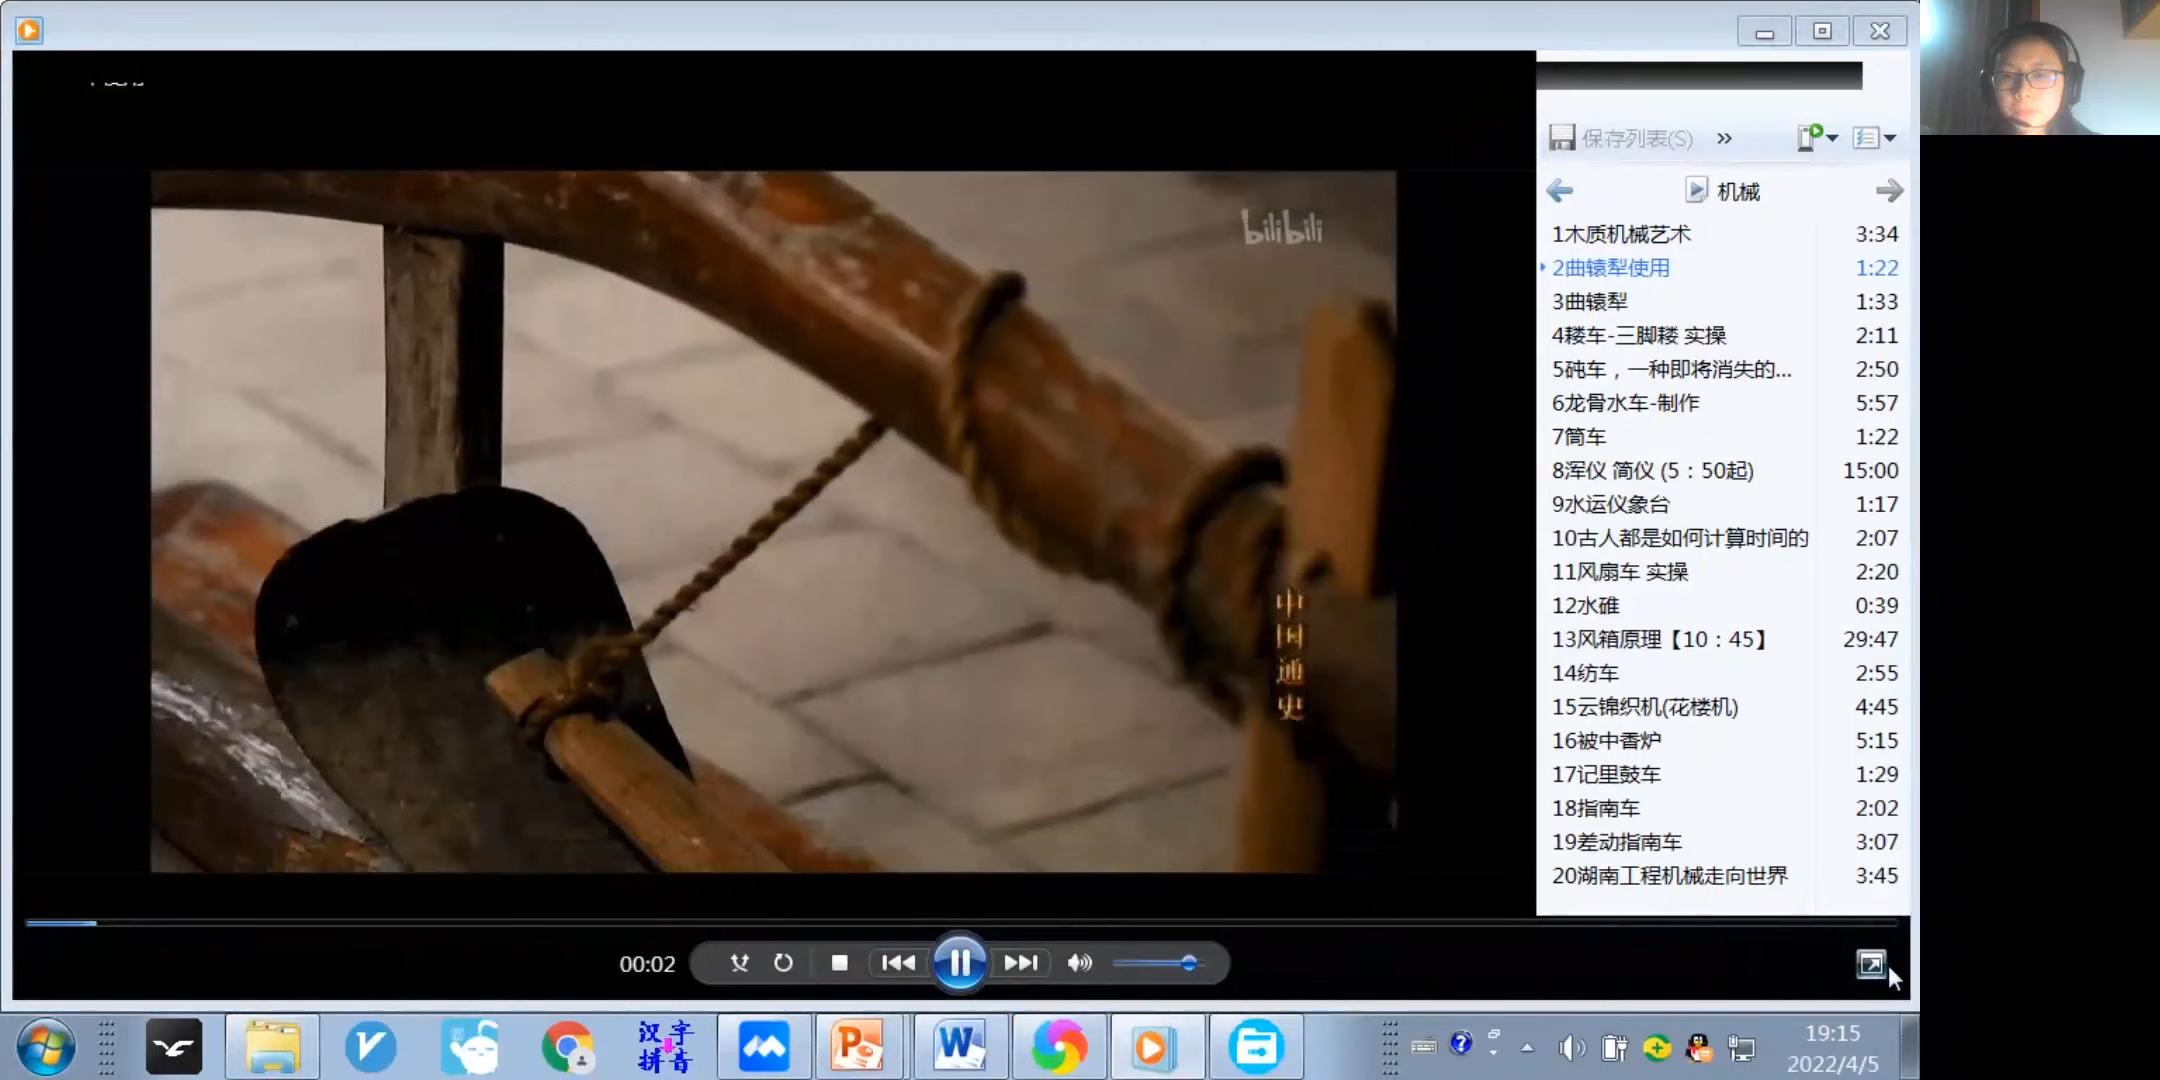 bilibili
中
国
通
史
保存列表(S)
机械
1木质机械艺术 3:34
2曲辕犁使用 1:22
3曲辕犁 1:33
4耧车-三脚耧 实操 2:11
5砘车，一种即将消失的... 2:50
6龙骨水车-制作 5:57
7筒车 1:22
8浑仪 简仪 (5：50起) 15:00
9水运仪象台 1:17
10古人都是如何计算时间的 2:07
11风扇车 实操 2:20
12水碓 0:39
13风箱原理【10：45】 29:47
14纺车 2:55
15云锦织机(花楼机) 4:45
16被中香炉 5:15
17记里鼓车 1:29
18指南车 2:02
19差动指南车 3:07
20湖南工程机械走向世界 3:45
00:02
汉字
拼音
19:15
2022/4/5